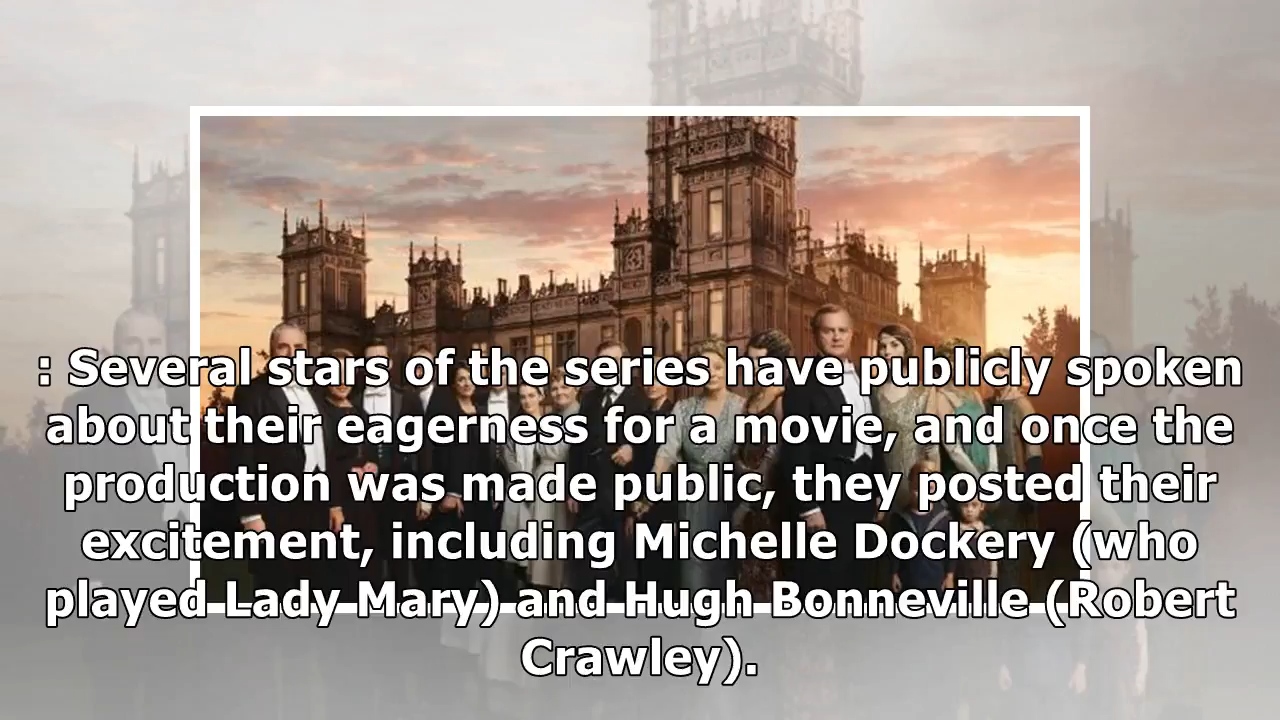 : Several stars of the series have publicly spoken
about their eagerness for a movie, and once the
production was made public, they posted their
excitement, including Michelle Dockery (who
played Lady Mary) and Hugh Bonneville (Robert
Crawley).